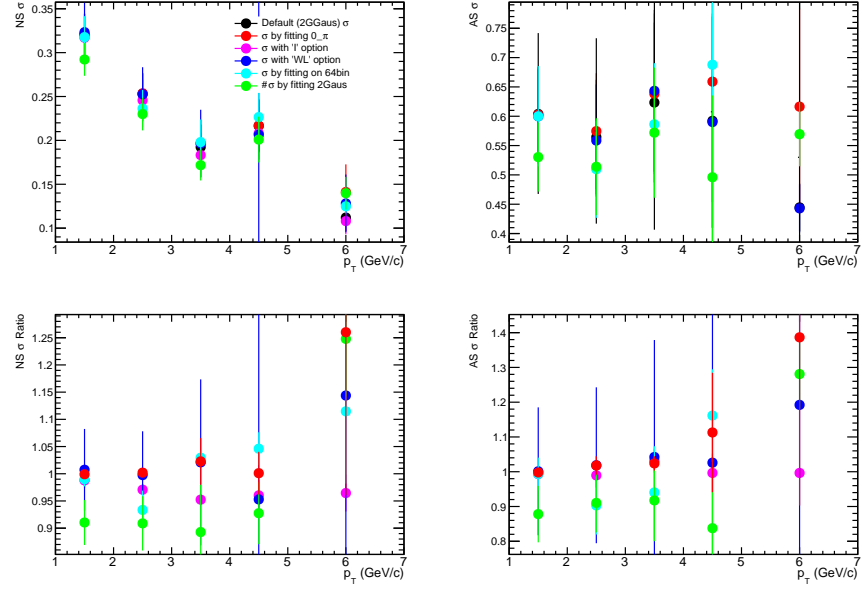 NS σ
0.35
0.3
0.25
0.2
0.15
0.1
Default (2GGaus) σ
σ by fitting 0_π
σ with 'I' option
σ with 'WL' option
σ by fitting on 64bin
#σ by fitting 2Gaus
1 2 3 4 5 6 7
p_T (GeV/c)
AS σ
0.75
0.7
0.65
0.6
0.55
0.5
0.45
0.4
1 2 3 4 5 6 7
p_T (GeV/c)
NS σ Ratio
1.25
1.2
1.15
1.1
1.05
1
0.95
0.9
1 2 3 4 5 6 7
p_T (GeV/c)
AS σ Ratio
1.4
1.3
1.2
1.1
1
0.9
0.8
1 2 3 4 5 6 7
p_T (GeV/c)